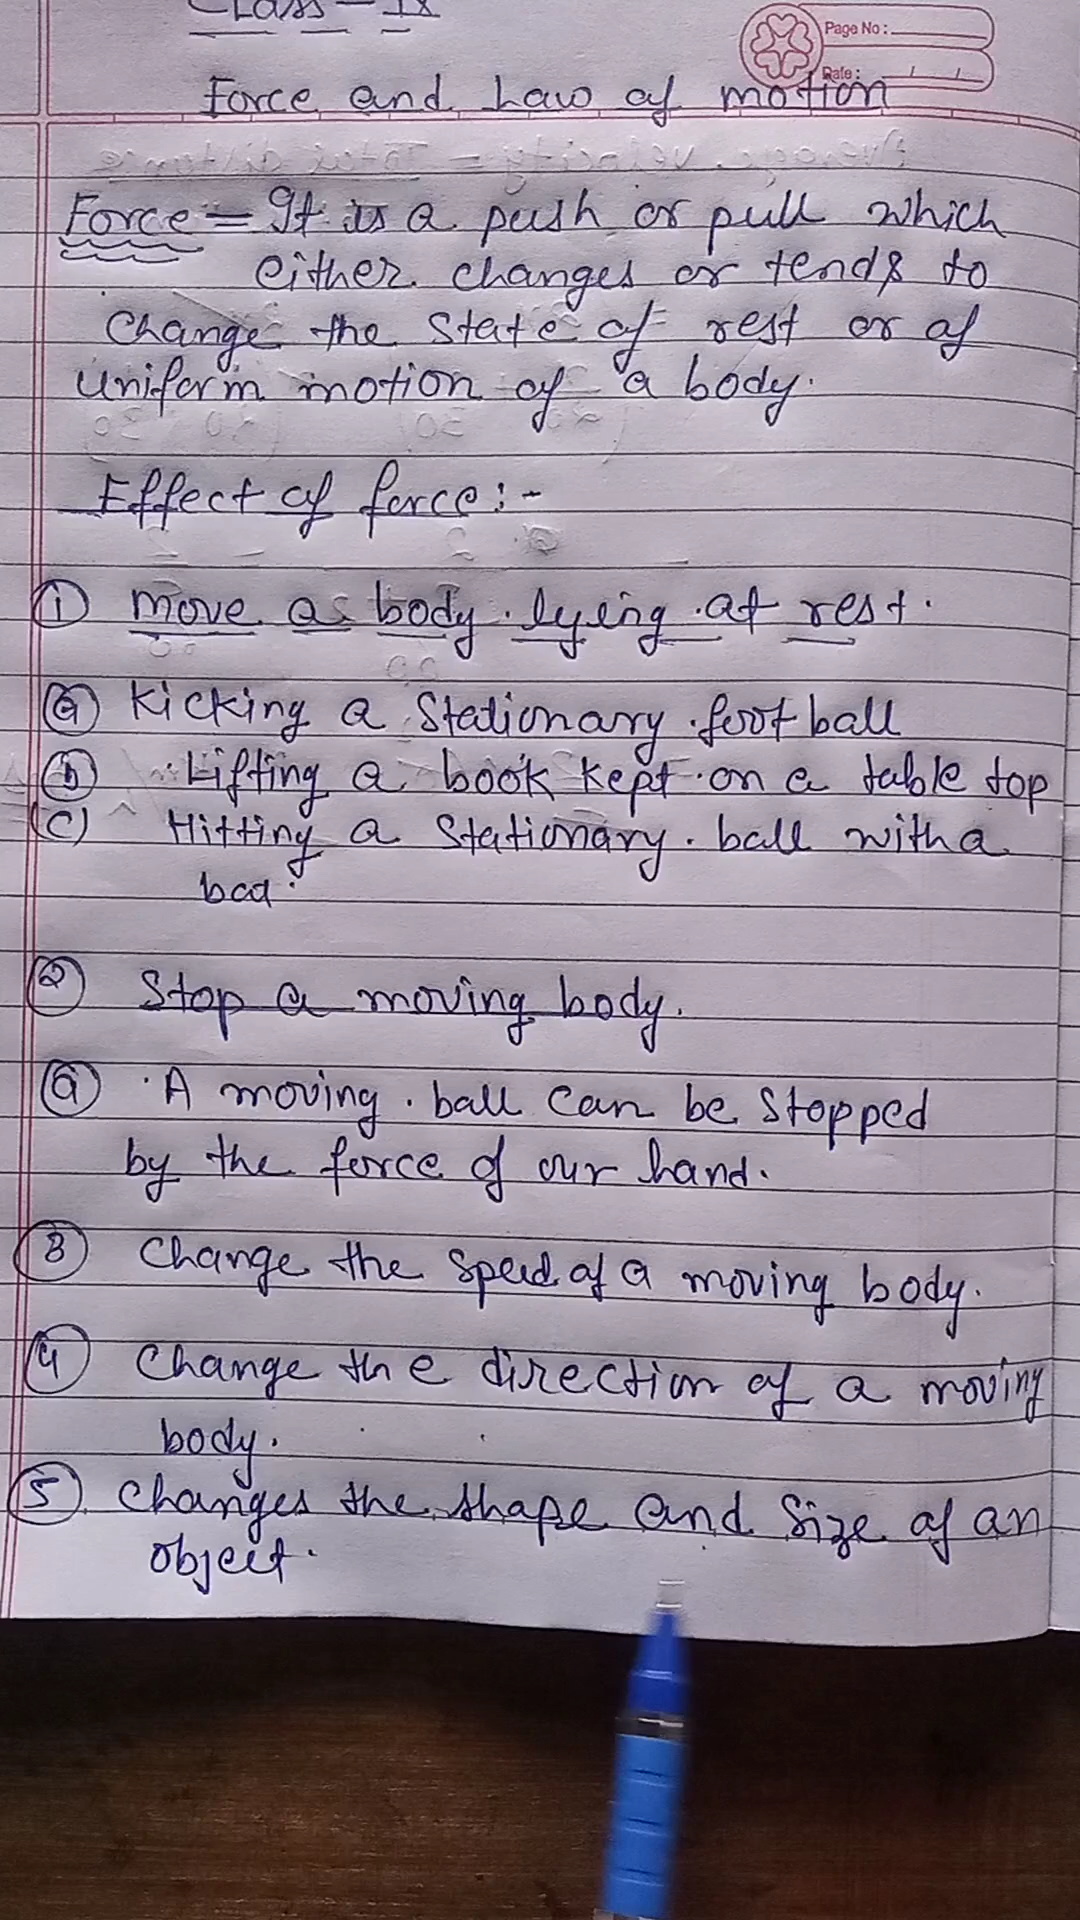 Class - IX
Page No:
Date: / /
Force and Law of motion
Force = It is a push or pull which
either changes or tends to
change the state of rest or of
uniform motion of a body.
Effect of force:-
① move a body lying at rest.
ⓐ Kicking a stationary football
ⓑ Lifting a book kept on a table top
(C) Hitting a stationary ball with a
bat.
② Stop a moving body.
ⓐ A moving ball can be stopped
by the force of our hand.
③ Change the speed of a moving body.
④ Change the direction of a moving
body.
⑤ Changes the shape and size of an
object.